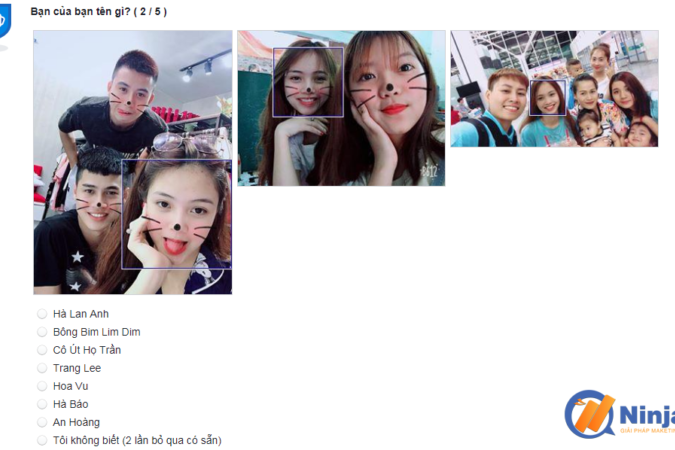 Bạn của bạn tên gì? ( 2 / 5 )
Hà Lan Anh
Bông Bim Lim Dim
Cô Út Họ Trần
Trang Lee
Hoa Vu
Hà Bảo
An Hoàng
Tôi không biết (2 lần bỏ qua có sẵn)
Ninja
GIẢI PHÁP